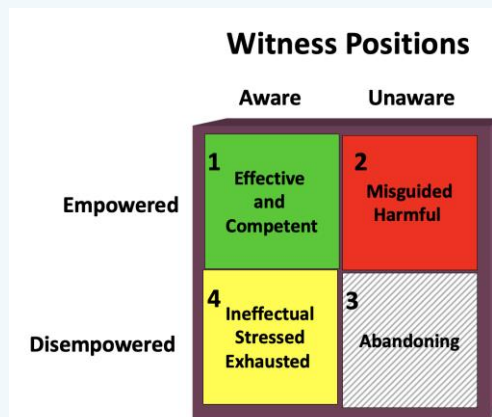 Witness Positions
Aware Unaware
Empowered
1
Effective
and
Competent
2
Misguided
Harmful
Disempowered
4
Ineffectual
Stressed
Exhausted
3
Abandoning